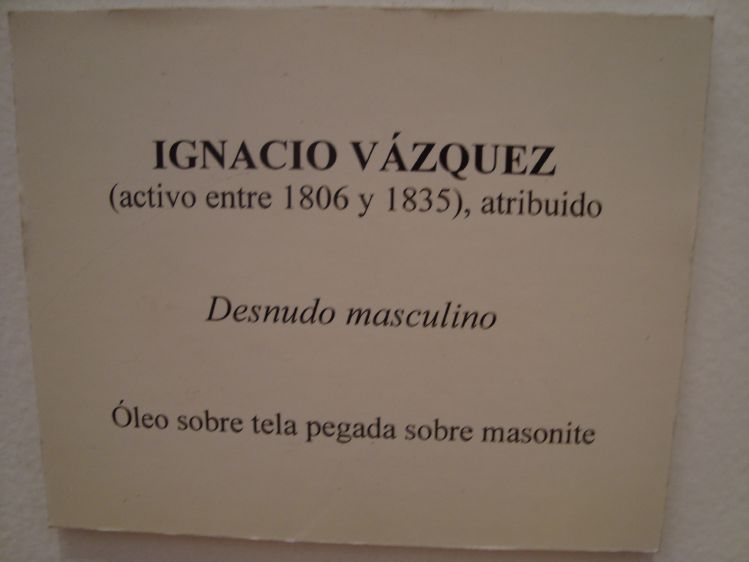 IGNACIO VÁZQUEZ
(activo entre 1806 y 1835), atribuido
Desnudo masculino
Óleo sobre tela pegada sobre masonite